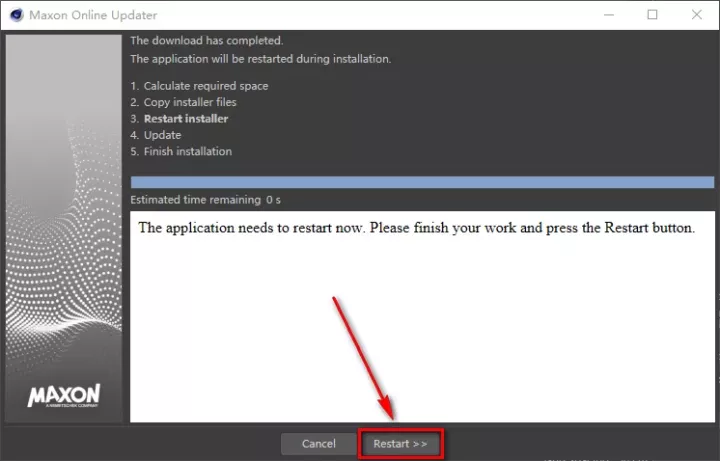 Maxon Online Updater
The download has completed.
The application will be restarted during installation.
1. Calculate required space
2. Copy installer files
3. Restart installer
4. Update
5. Finish installation
Estimated time remaining 0 s
The application needs to restart now. Please finish your work and press the Restart button.
MAXON
A NEMETSCHEK COMPANY
Cancel
Restart >>